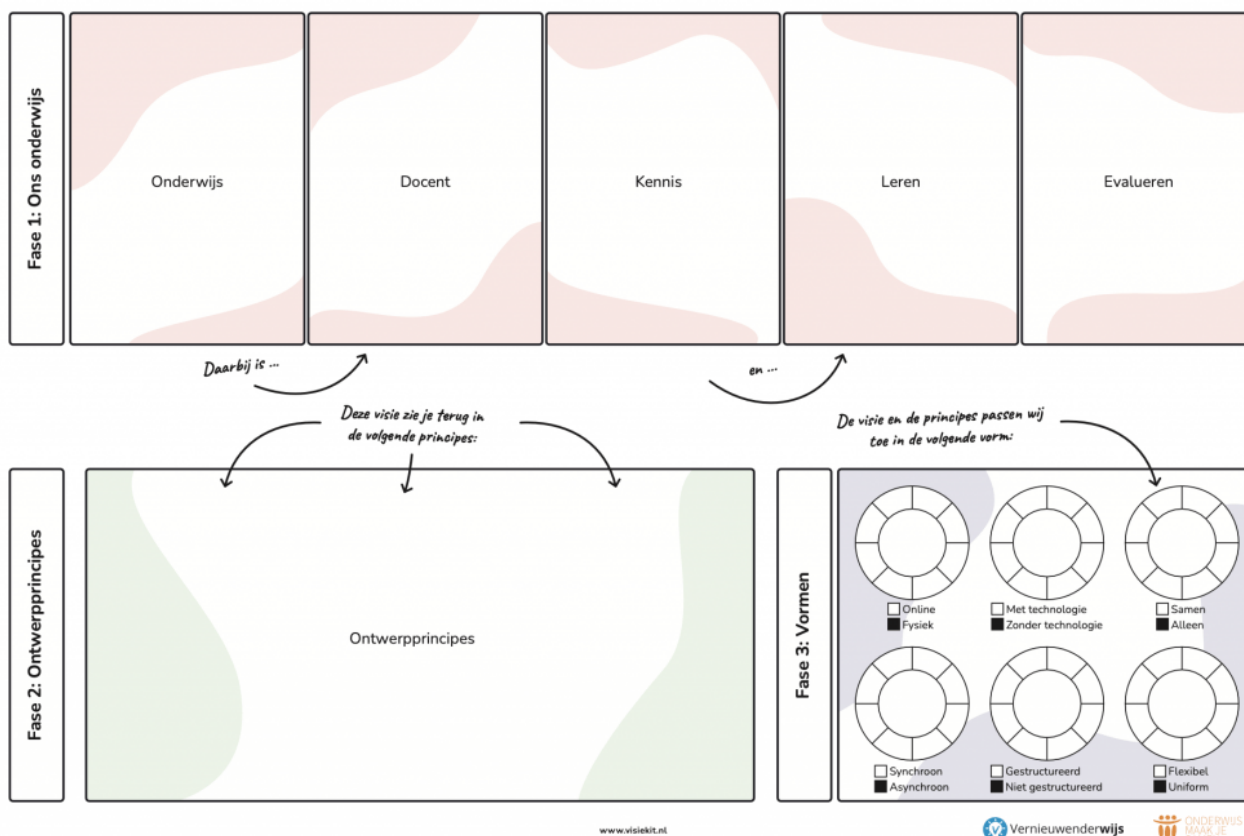 Fase 1: Ons onderwijs
Onderwijs
Docent
Kennis
Leren
Evalueren
Daarbij is ...
en ...
Deze visie zie je terug in
de volgende principes:
De visie en de principes passen wij
toe in de volgende vorm:
Fase 2: Ontwerpprincipes
Ontwerpprincipes
Fase 3: Vormen
Online
Fysiek
Met technologie
Zonder technologie
Samen
Alleen
Synchroon
Asynchroon
Gestructureerd
Niet gestructureerd
Flexibel
Uniform
www.visiekit.nl
Vernieuwenderwijs
ONDERWIJS
MAAK JE